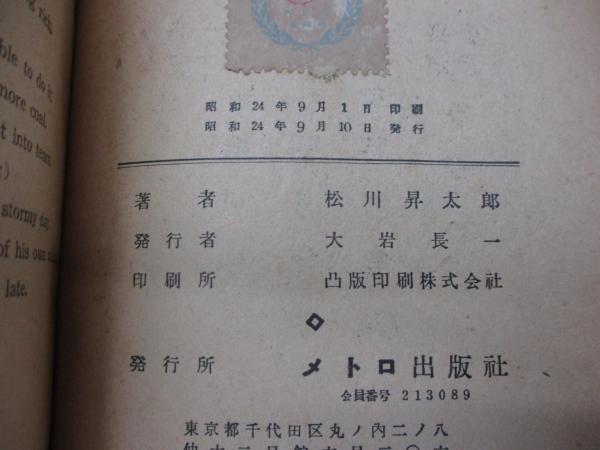 rich.
ble to do it.
more coal.
t into tears.
stormy day.
of his own
late.
昭和24年9月1日 印刷
昭和24年9月10日 発行
著者 松川昇太郎
発行者 大岩長一
印刷所 凸版印刷株式会社
発行所 メトロ出版社
会員番号 213089
東京都千代田区丸ノ内二ノ八